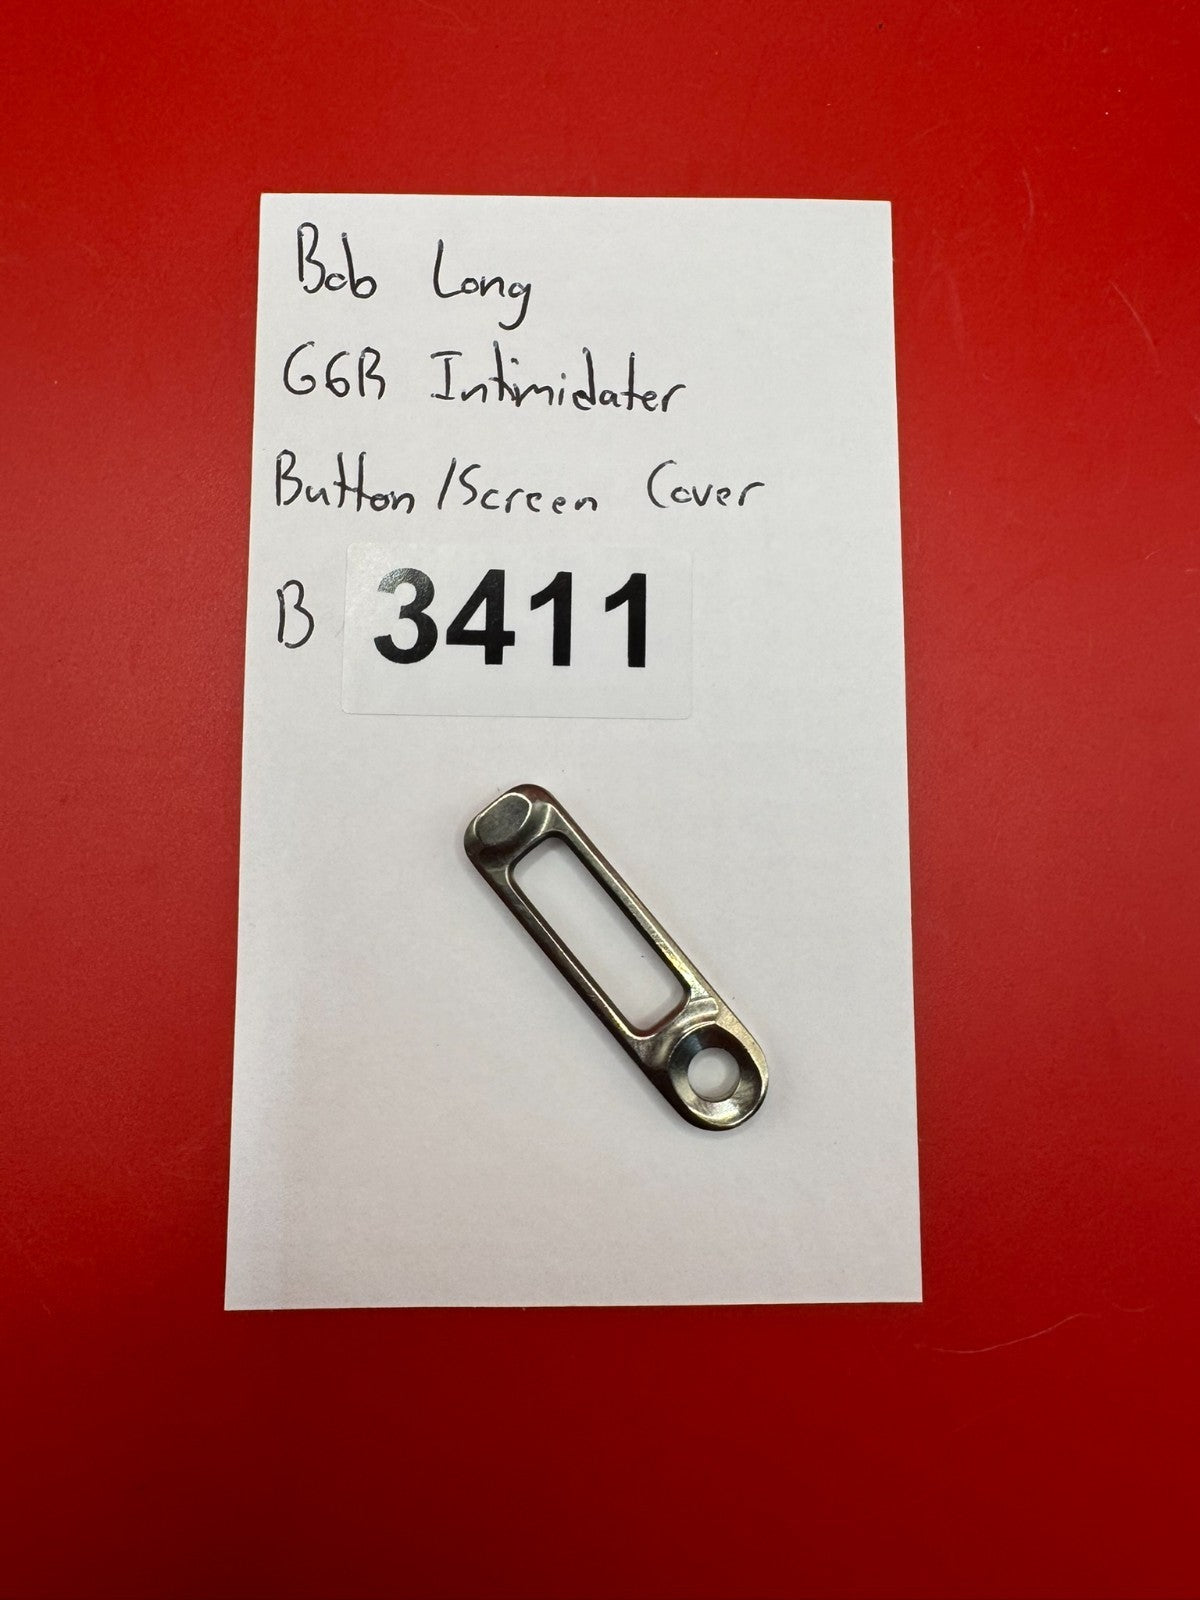 Bob Long
G6R Intimidater
Button/Screen Cover
B 3411